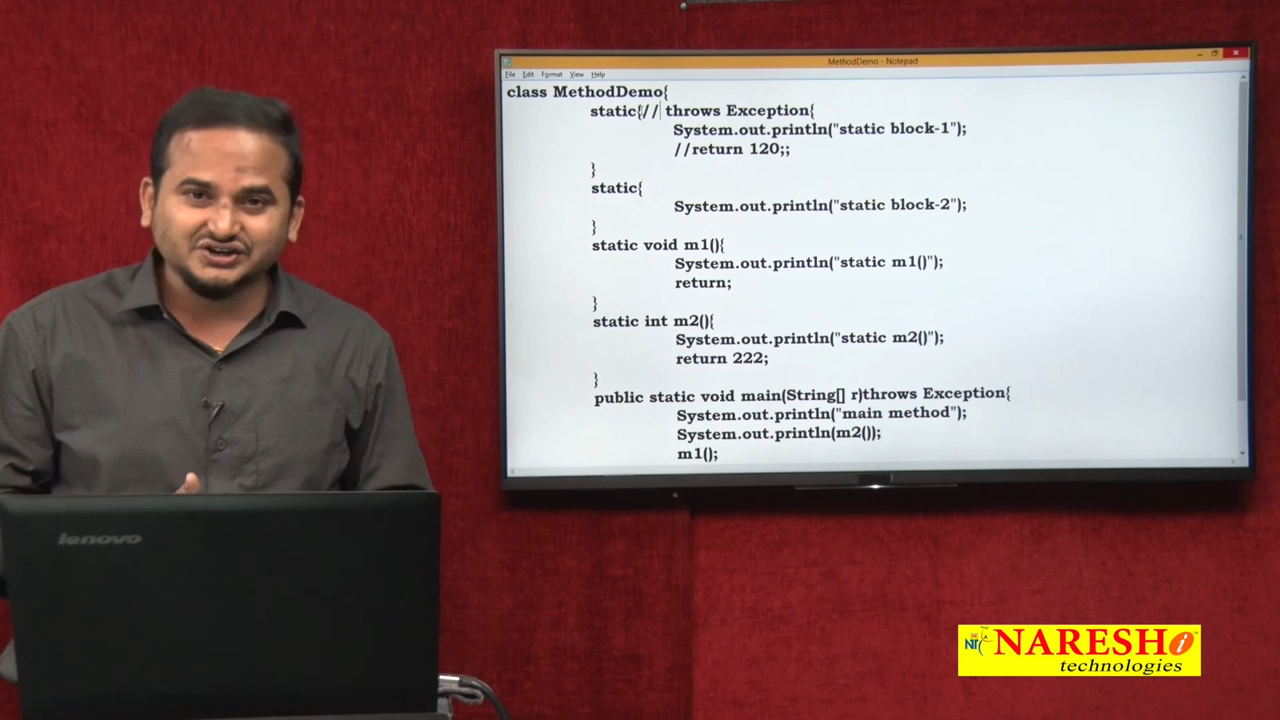 MethodDemo - Notepad
File Edit Format View Help
class MethodDemo{
static{//| throws Exception{
System.out.println("static block-1");
//return 120;;
}
static{
System.out.println("static block-2");
}
static void m1(){
System.out.println("static m1()");
return;
}
static int m2(){
System.out.println("static m2()");
return 222;
}
public static void main(String[] r)throws Exception{
System.out.println("main method");
System.out.println(m2());
m1();
lenovo
NARESH i
technologies